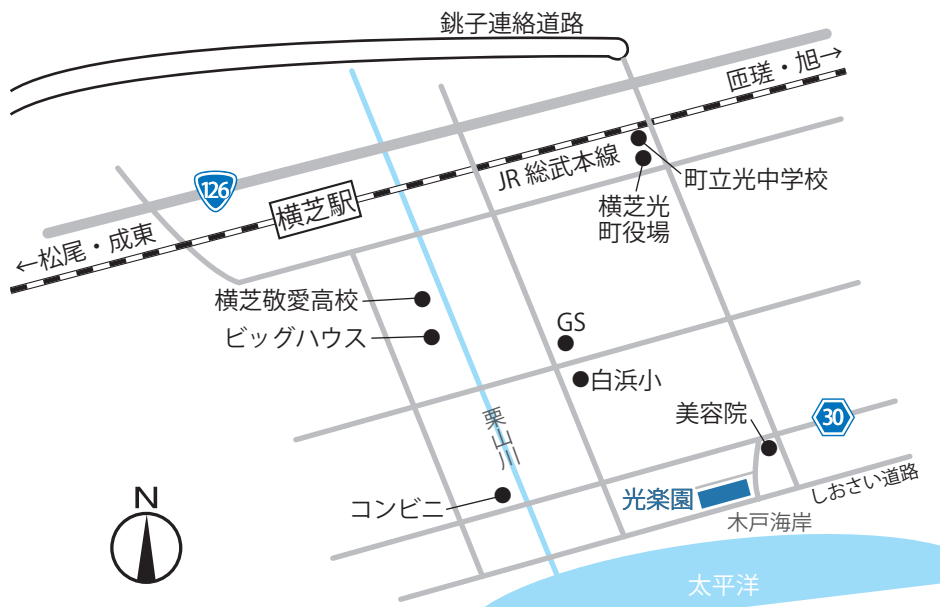 銚子連絡道路
匝瑳・旭→
126
JR 総武本線
町立光中学校
横芝駅
横芝光
町役場
←松尾・成東
横芝敬愛高校
ビッグハウス
GS
白浜小
美容院
30
栗山川
コンビニ
光楽園
しおさい道路
木戸海岸
N
太平洋